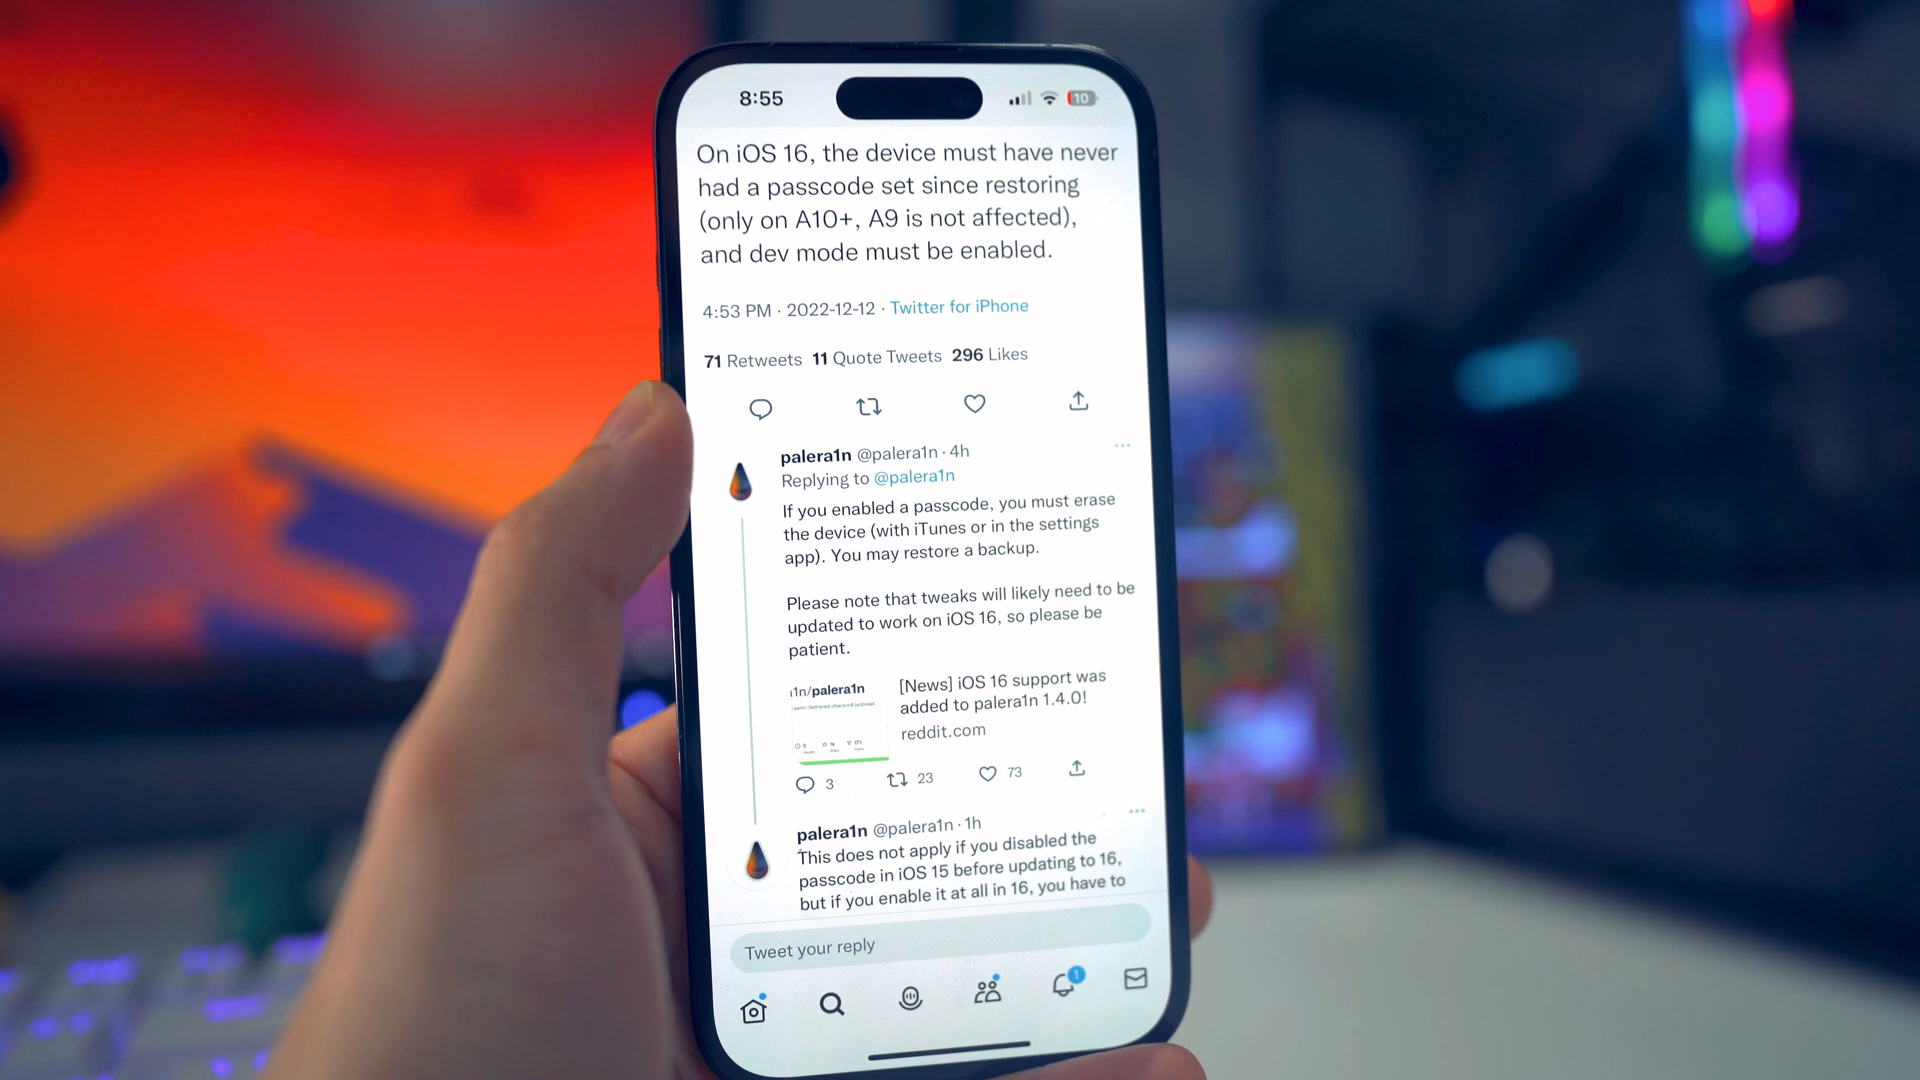 8:55
10
On iOS 16, the device must have never
had a passcode set since restoring
(only on A10+, A9 is not affected),
and dev mode must be enabled.
4:53 PM · 2022-12-12 · Twitter for iPhone
71 Retweets 11 Quote Tweets 296 Likes
palera1n @palera1n · 4h
Replying to @palera1n
If you enabled a passcode, you must erase
the device (with iTunes or in the settings
app). You may restore a backup.
Please note that tweaks will likely need to be
updated to work on iOS 16, so please be
patient.
i1n/palera1n
[News] iOS 16 support was
added to palera1n 1.4.0!
reddit.com
3 23 73
palera1n @palera1n · 1h
This does not apply if you disabled the
passcode in iOS 15 before updating to 16,
but if you enable it at all in 16, you have to
Tweet your reply
1